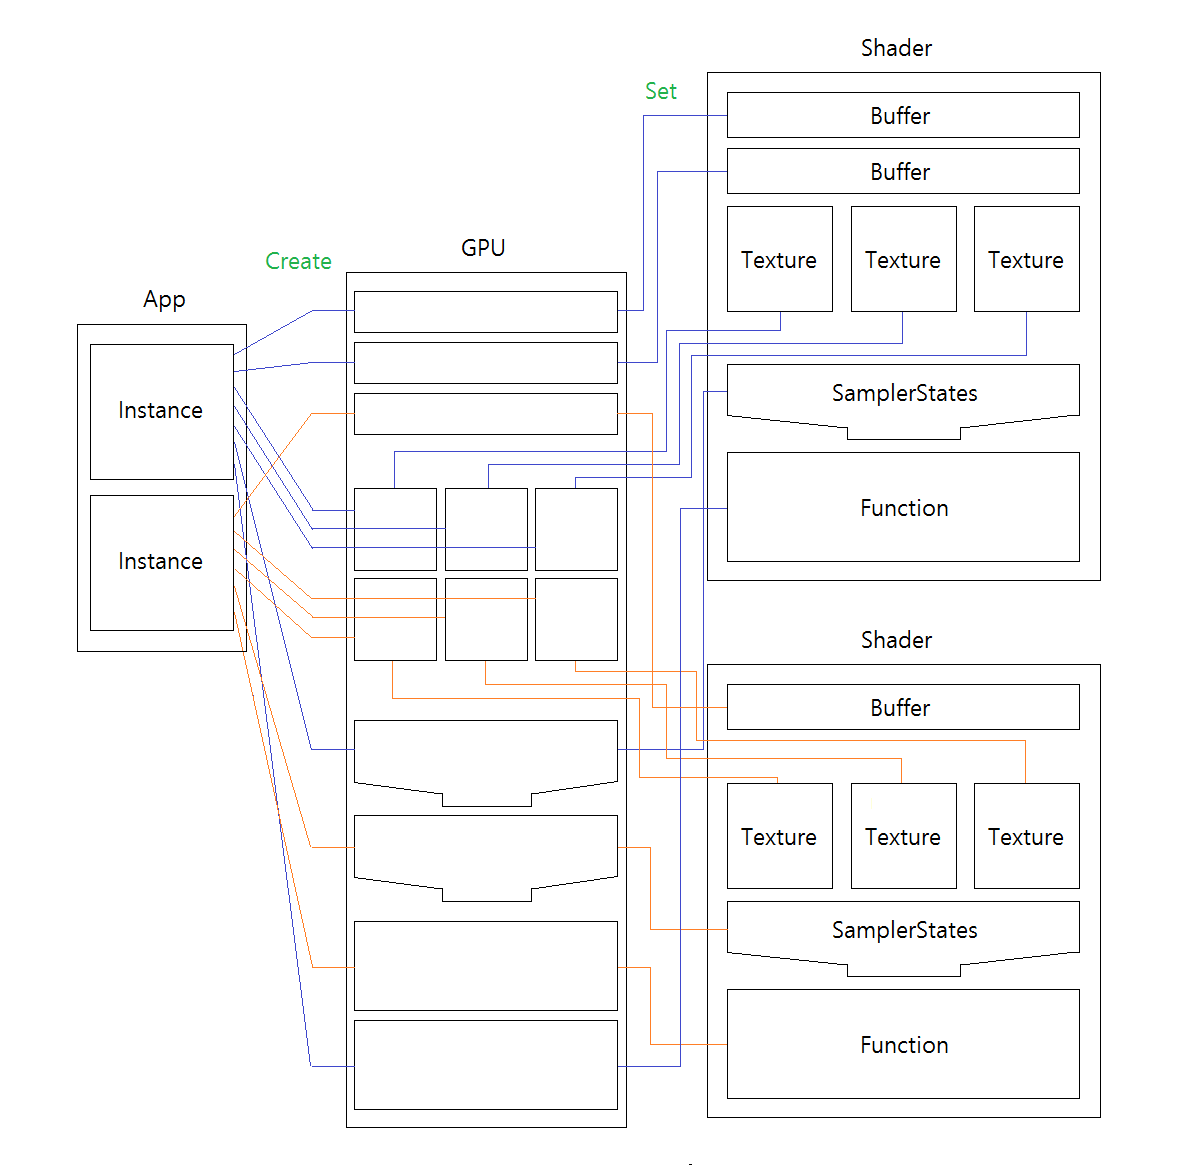 Shader
Set
Buffer
Buffer
Texture
Texture
Texture
GPU
Create
App
Instance
SamplerStates
Function
Instance
Shader
Buffer
Texture
Texture
Texture
SamplerStates
Function